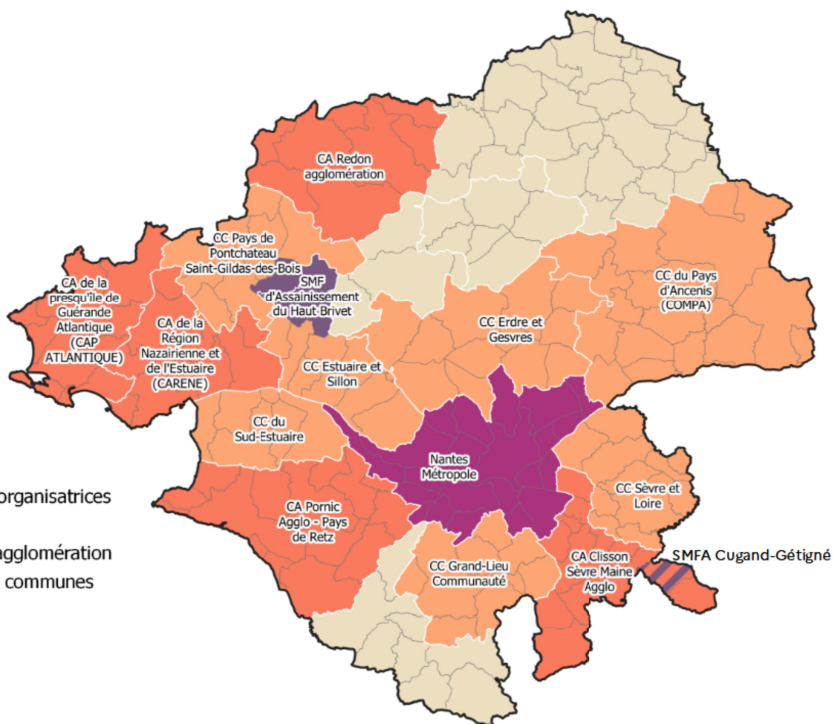 CA Redon
agglomération
CC Pays de
Pontchateau
Saint-Gildas-des-Bois
SMF
d'Assainissement
du Haut-Brivet
CA de la
presqu'île de
Guérande
Atlantique
(CAP
ATLANTIQUE)
CA de la
Région
Nazairienne et
de l'Estuaire
(CARENE)
CC du Pays
d'Ancenis
(COMPA)
CC Erdre et
Gesvres
CC Estuaire et
Sillon
CC du
Sud-Estuaire
Nantes
Métropole
CC Sèvre et
Loire
organisatrices
agglomération
communes
CA Pornic
Agglo - Pays
de Retz
CC Grand-Lieu
Communauté
CA Clisson
Sèvre Maine
Agglo
SMFA Cugand-Gétigné